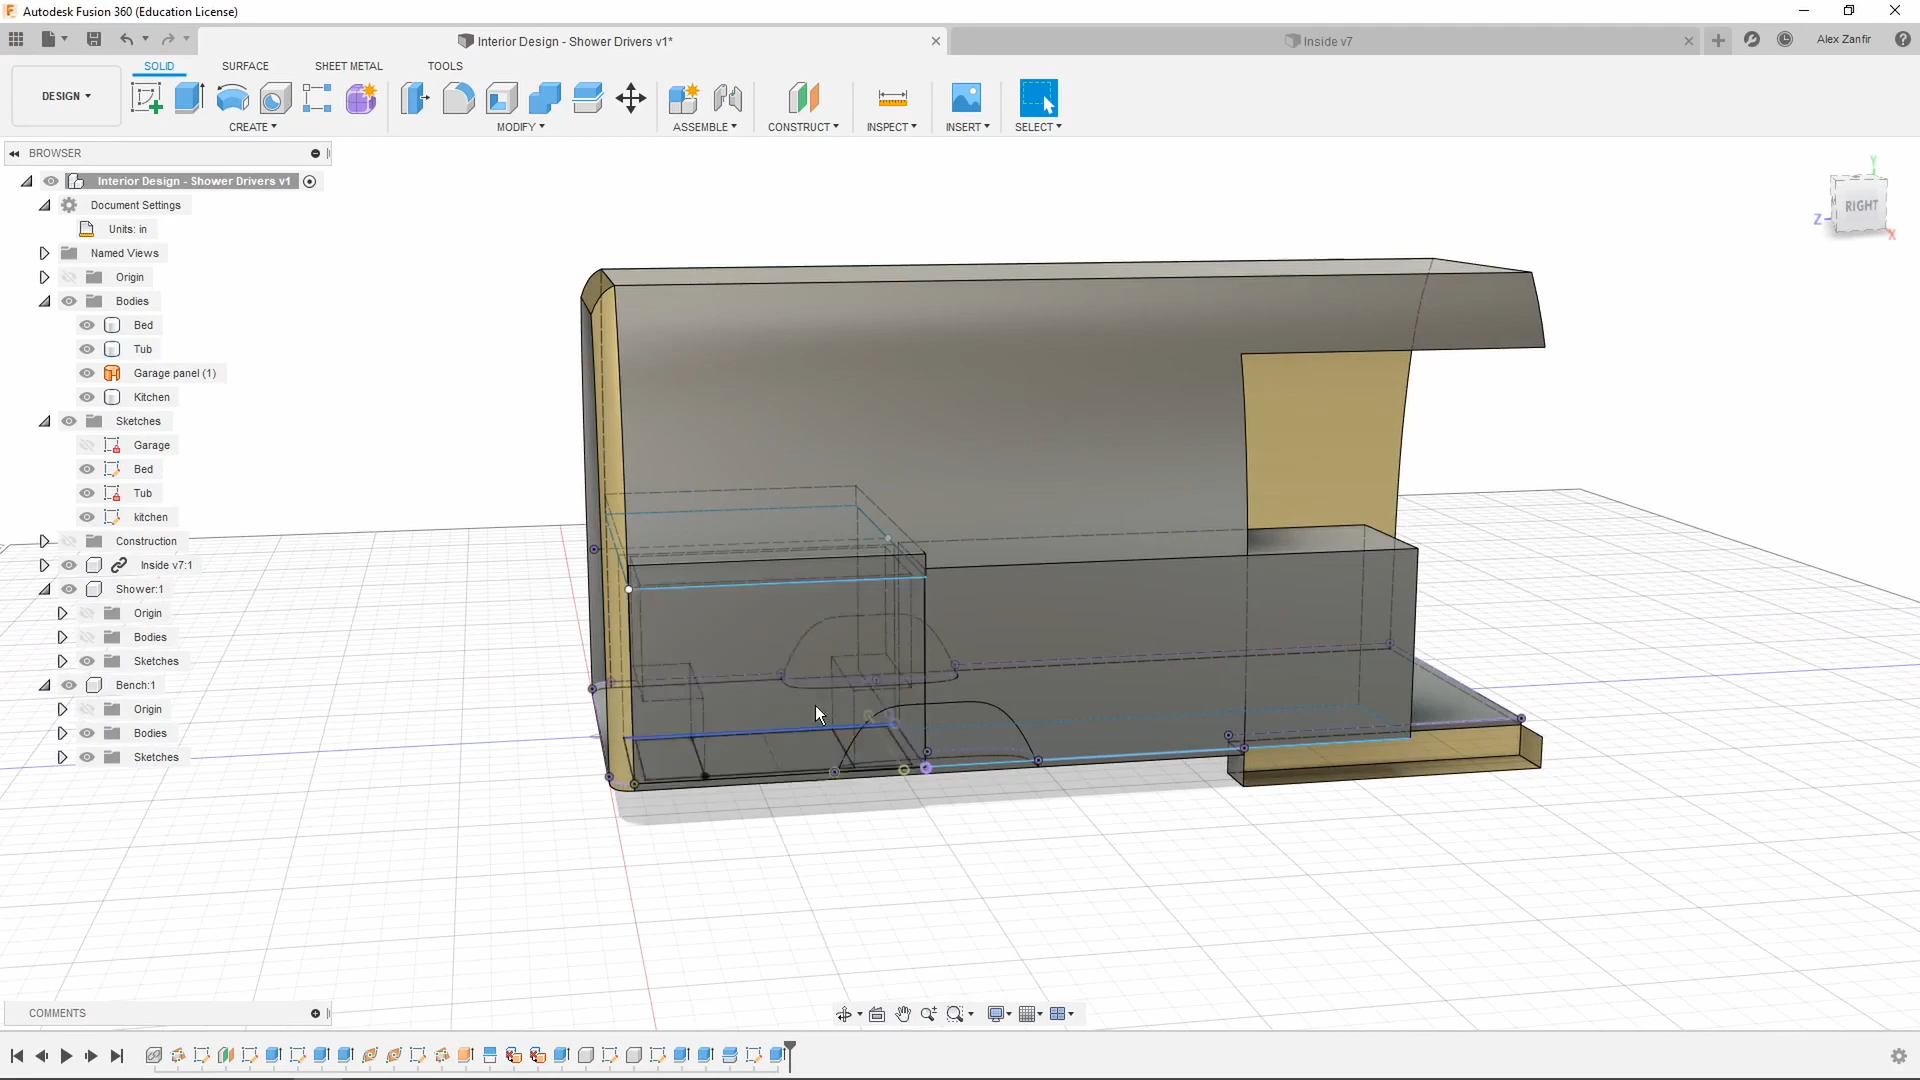 Autodesk Fusion 360 (Education License)
Interior Design - Shower Drivers v1*
Inside v7
Alex Zanfir
DESIGN
SOLID
SURFACE
SHEET METAL
TOOLS
CREATE
MODIFY
ASSEMBLE
CONSTRUCT
INSPECT
INSERT
SELECT
BROWSER
Interior Design - Shower Drivers v1
Document Settings
Units: in
Named Views
Origin
Bodies
Bed
Tub
Garage panel (1)
Kitchen
Sketches
Garage
Bed
Tub
kitchen
Construction
Inside v7:1
Shower:1
Origin
Bodies
Sketches
Bench:1
Origin
Bodies
Sketches
Y
RIGHT
Z
X
COMMENTS